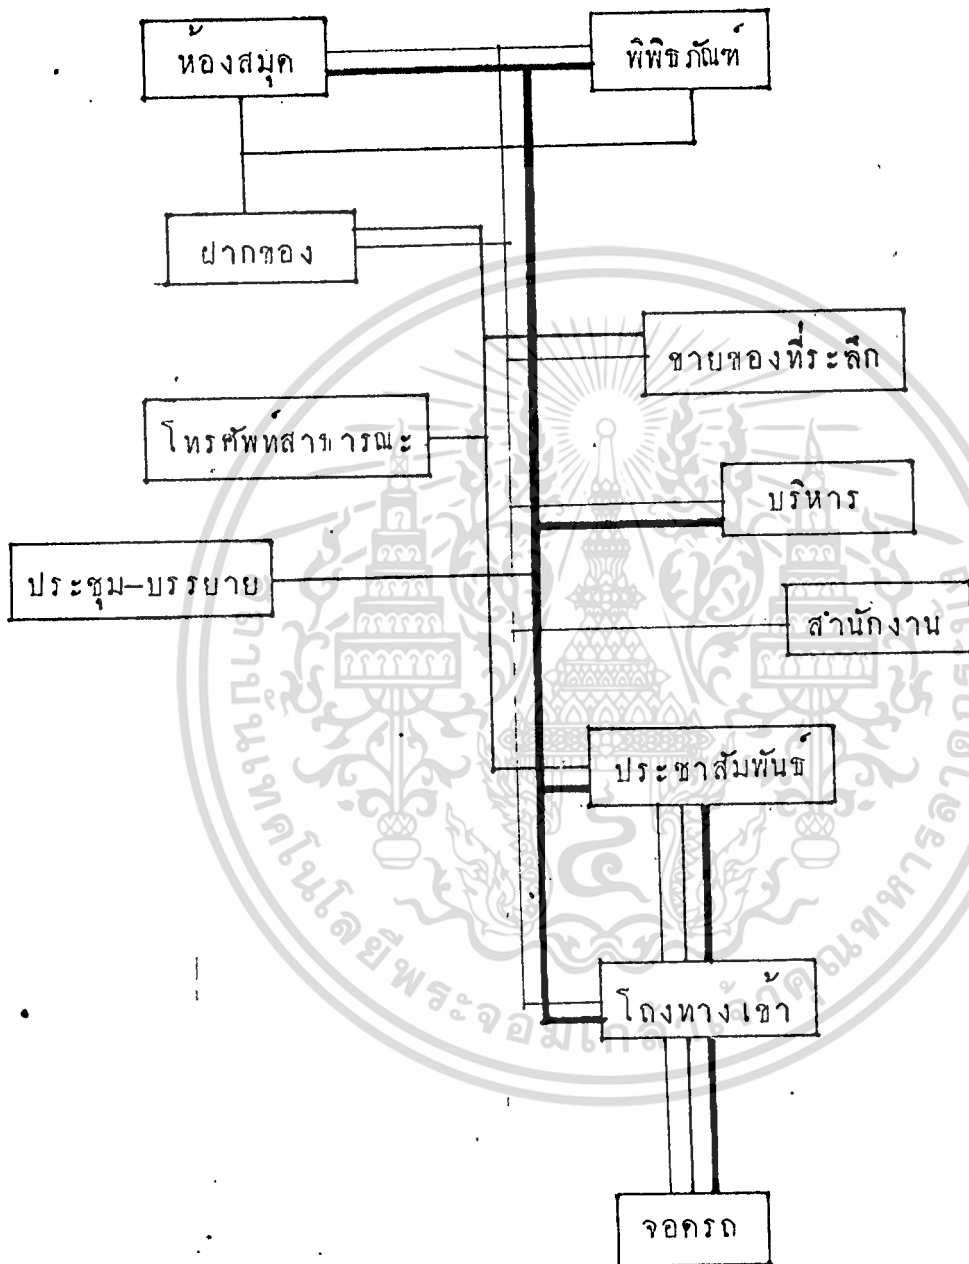 ห้องสมุด
พิพิธภัณฑ์
ฝากของ
ขายของที่ระลึก
โทรศัพท์สาธารณะ
บริหาร
ประชุม-บรรยาย
สำนักงาน
ประชาสัมพันธ์
โถงทางเข้า
จอดรถ